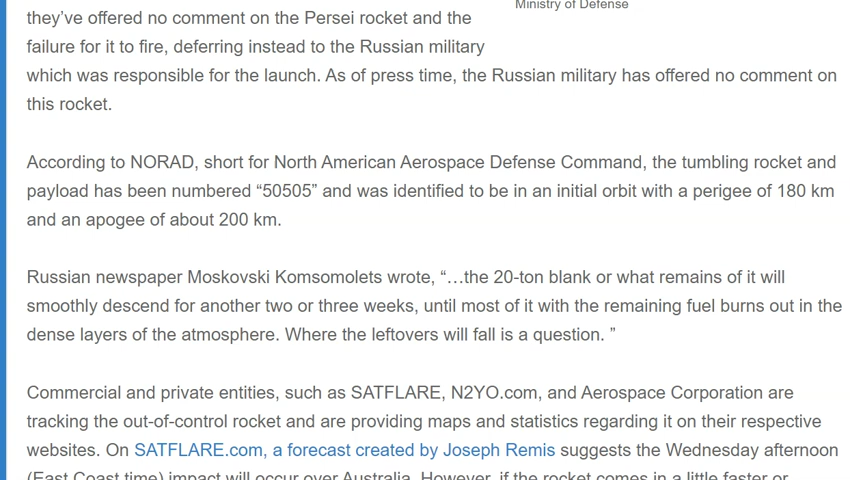 Ministry of Defense
they've offered no comment on the Persei rocket and the
failure for it to fire, deferring instead to the Russian military
which was responsible for the launch. As of press time, the Russian military has offered no comment on
this rocket.
According to NORAD, short for North American Aerospace Defense Command, the tumbling rocket and
payload has been numbered “50505” and was identified to be in an initial orbit with a perigee of 180 km
and an apogee of about 200 km.
Russian newspaper Moskovski Komsomolets wrote, “…the 20-ton blank or what remains of it will
smoothly descend for another two or three weeks, until most of it with the remaining fuel burns out in the
dense layers of the atmosphere. Where the leftovers will fall is a question. ”
Commercial and private entities, such as SATFLARE, N2YO.com, and Aerospace Corporation are
tracking the out-of-control rocket and are providing maps and statistics regarding it on their respective
websites. On SATFLARE.com, a forecast created by Joseph Remis suggests the Wednesday afternoon
(East Coast time) impact will occur over Australia. However, if the rocket comes in a little faster or